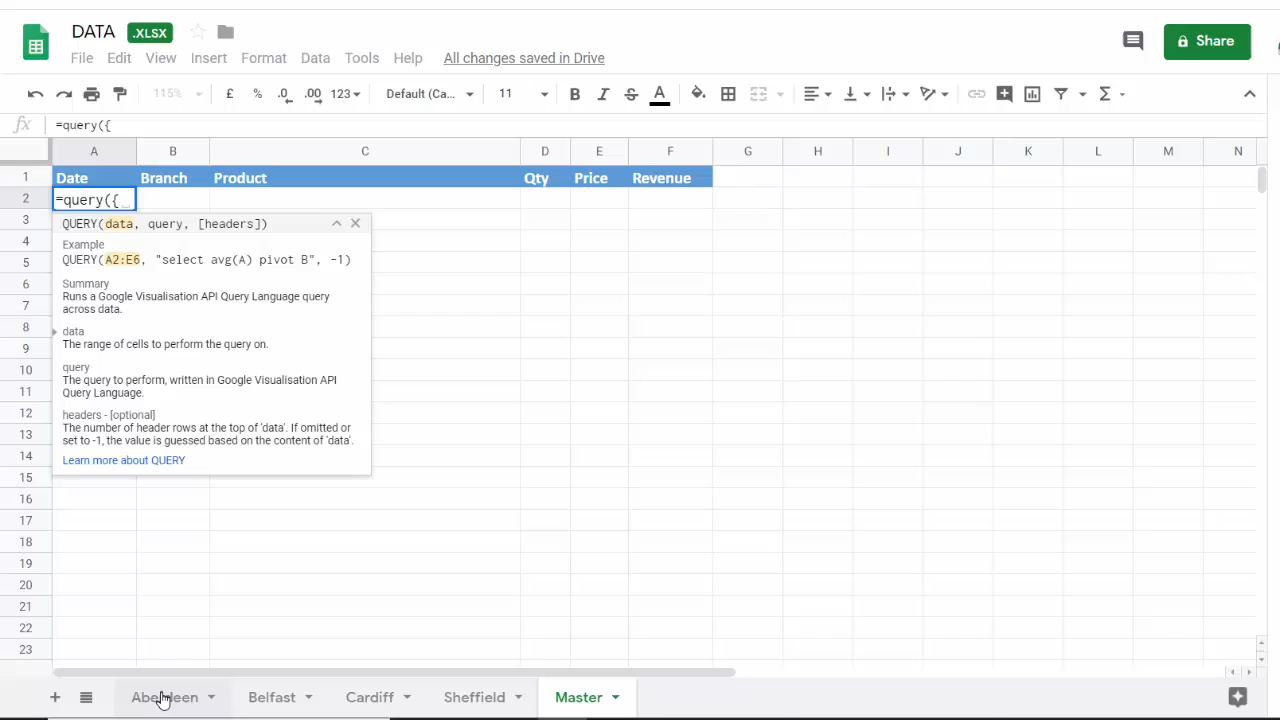 DATA .XLSX
File Edit View Insert Format Data Tools Help All changes saved in Drive
Share
115% £ % .0 .00 123 Default (Ca... 11 B I S A Σ
fx =query({
A B C D E F G H I J K L M N
1 Date Branch Product Qty Price Revenue
2 =query({
3 QUERY(data, query, [headers])
4 Example
5 QUERY(A2:E6, "select avg(A) pivot B", -1)
6 Summary
Runs a Google Visualisation API Query Language query
7 across data.
8 data
9 The range of cells to perform the query on.
10 query
The query to perform, written in Google Visualisation API
11 Query Language.
12 headers - [optional]
13 The number of header rows at the top of 'data'. If omitted or
set to -1, the value is guessed based on the content of 'data'.
14 Learn more about QUERY
15
16
17
18
19
20
21
22
23
+ Aberdeen Belfast Cardiff Sheffield Master